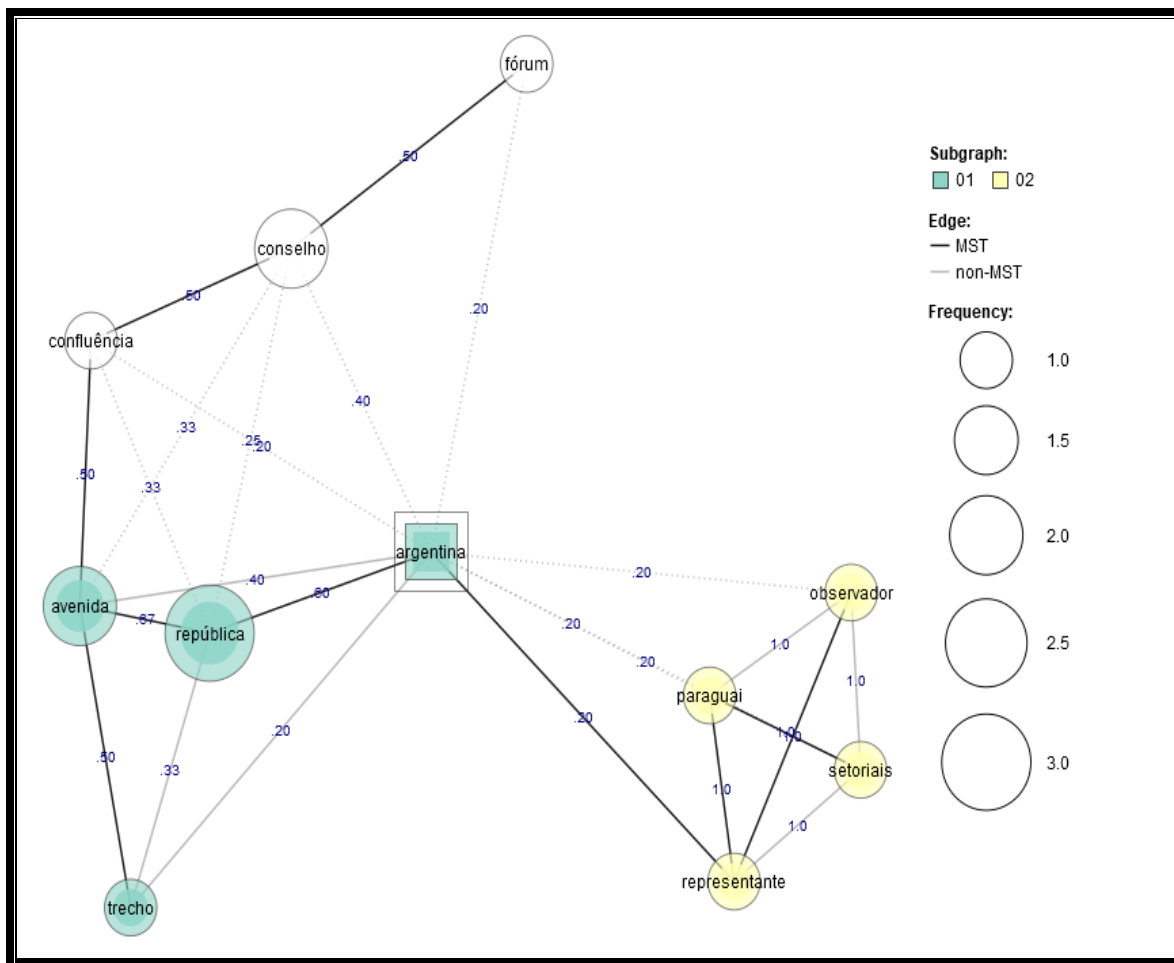 fórum
.50
conselho
.50
.20
confluência
.40
.33
.25
.20
.50
.33
argentina
.40
.60
avenida
.67
república
.20
observador
.20
.20
1.0
1.0
paraguai
.20
.20
1.0
1.0
setoriais
.50
.33
1.0
1.0
representante
trecho
Subgraph:
01 02
Edge:
MST
non-MST
Frequency:
1.0
1.5
2.0
2.5
3.0